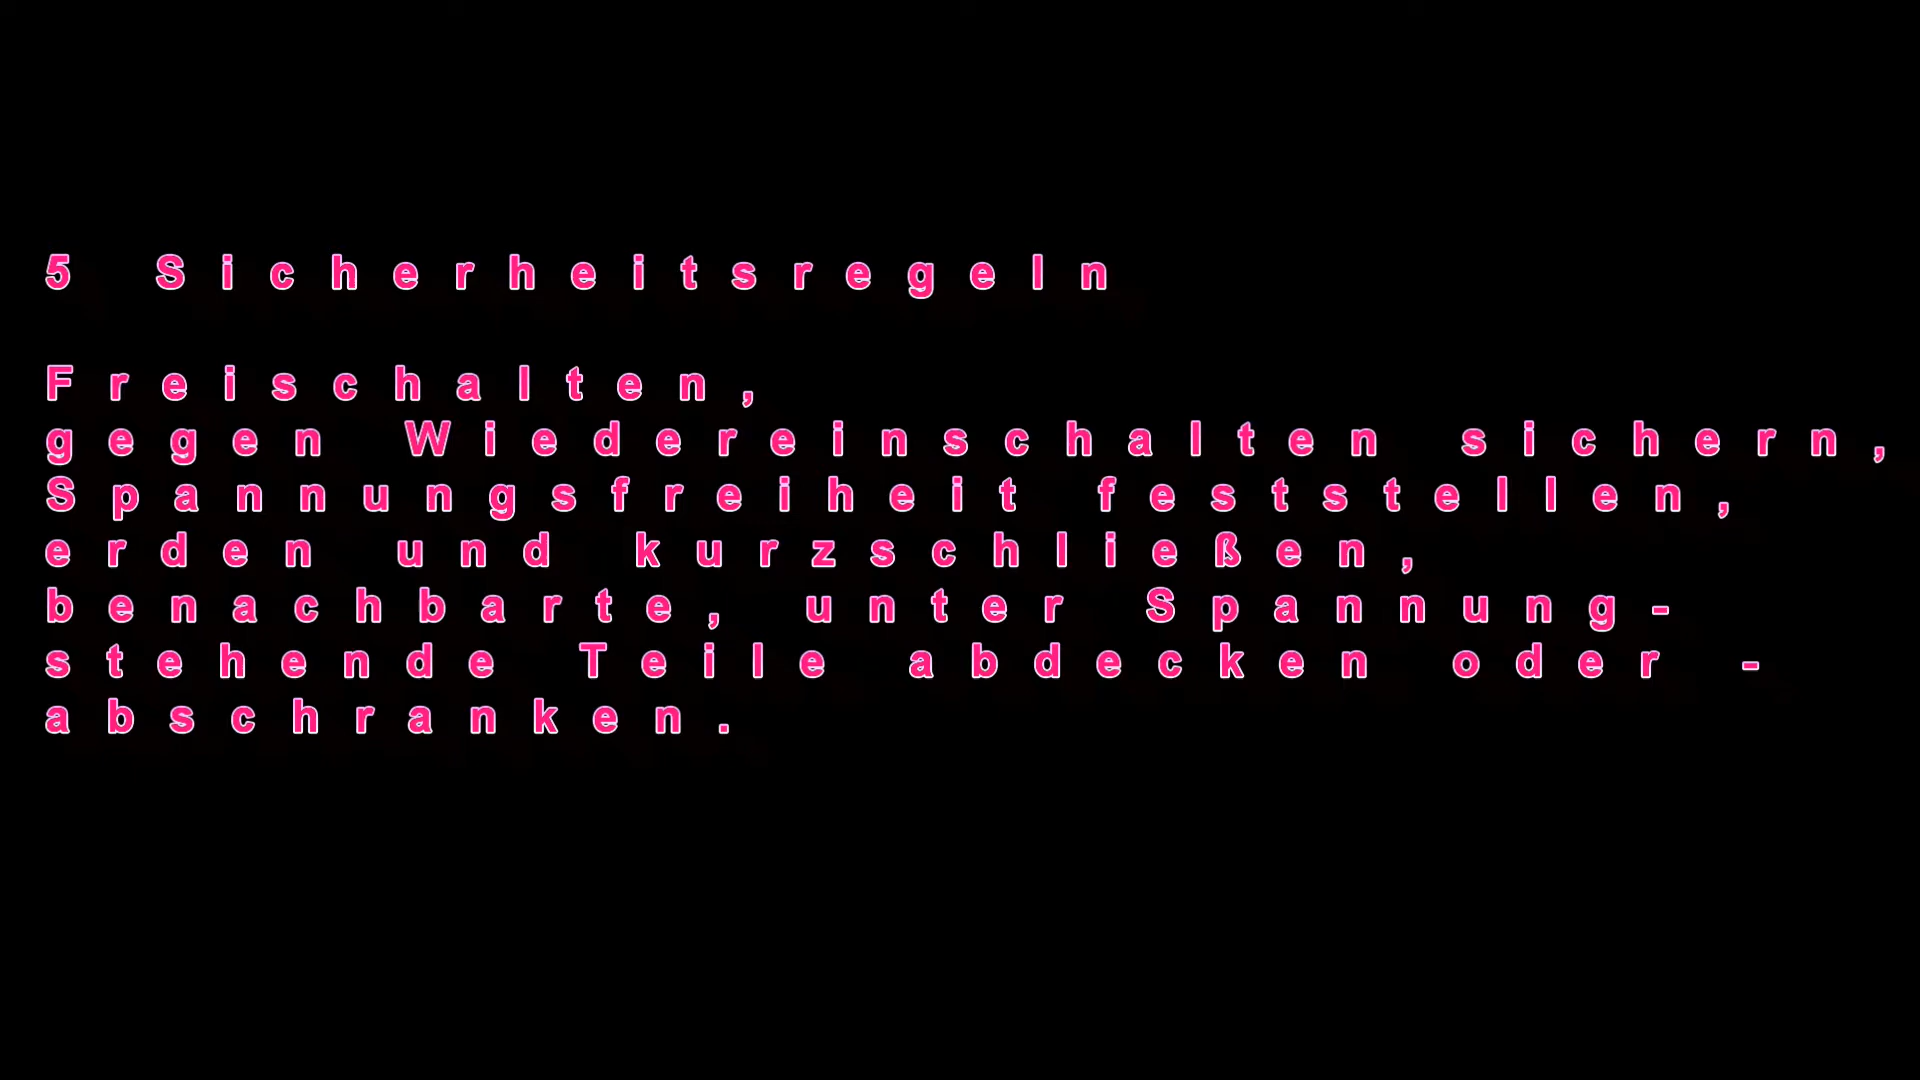 5 Sicherheitsregeln
Freischalten,
gegen Wiedereinschalten sichern,
Spannungsfreiheit feststellen,
erden und kurzschließen,
benachbarte, unter Spannung-
stehende Teile abdecken oder -
abschranken.